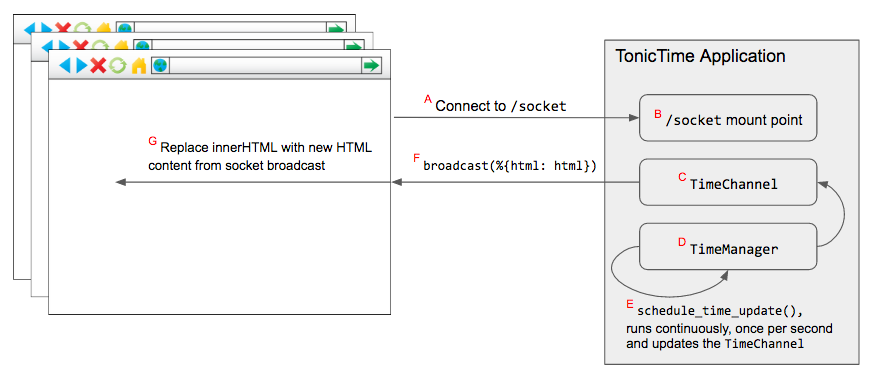 TonicTime Application
A Connect to /socket
B /socket mount point
G Replace innerHTML with new HTML
content from socket broadcast
F broadcast(%{html: html})
C TimeChannel
D TimeManager
E schedule_time_update(),
runs continuously, once per second
and updates the TimeChannel